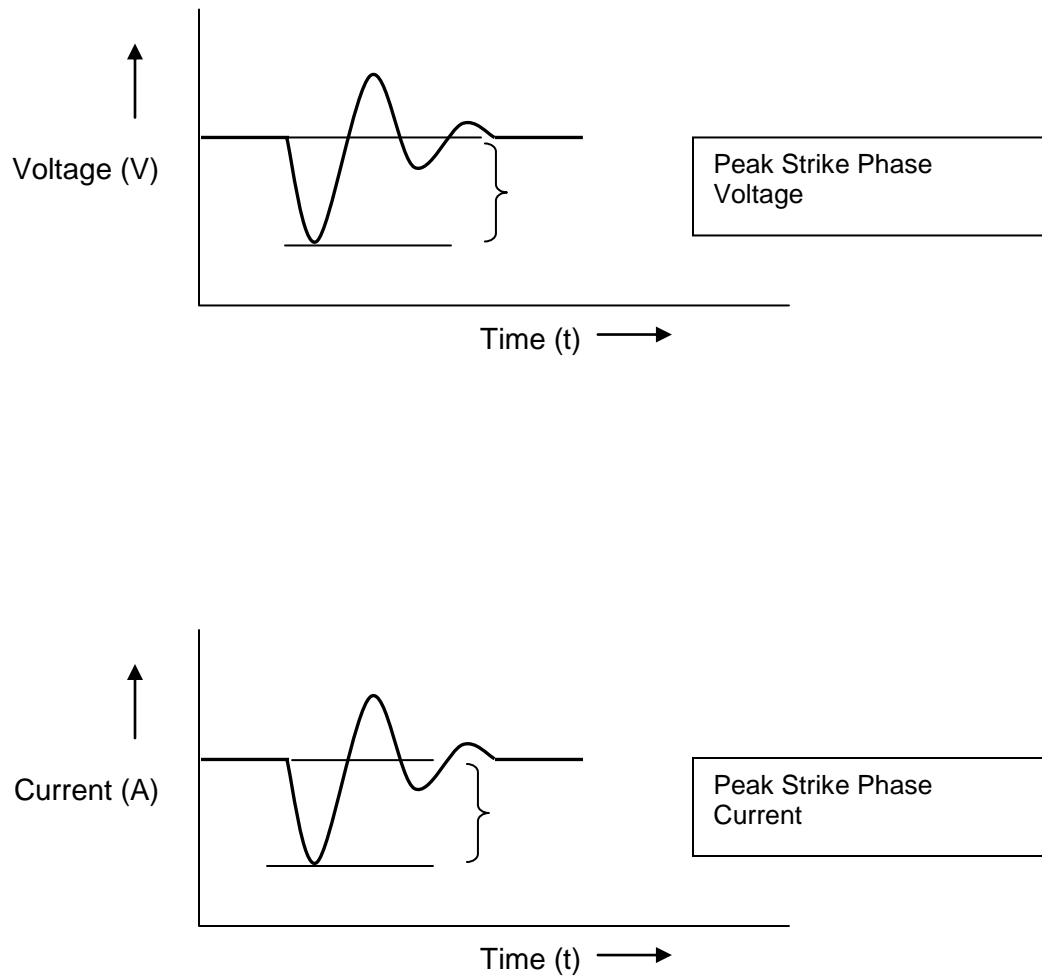 Voltage (V)
Peak Strike Phase
Voltage
Time (t)
Current (A)
Peak Strike Phase
Current
Time (t)